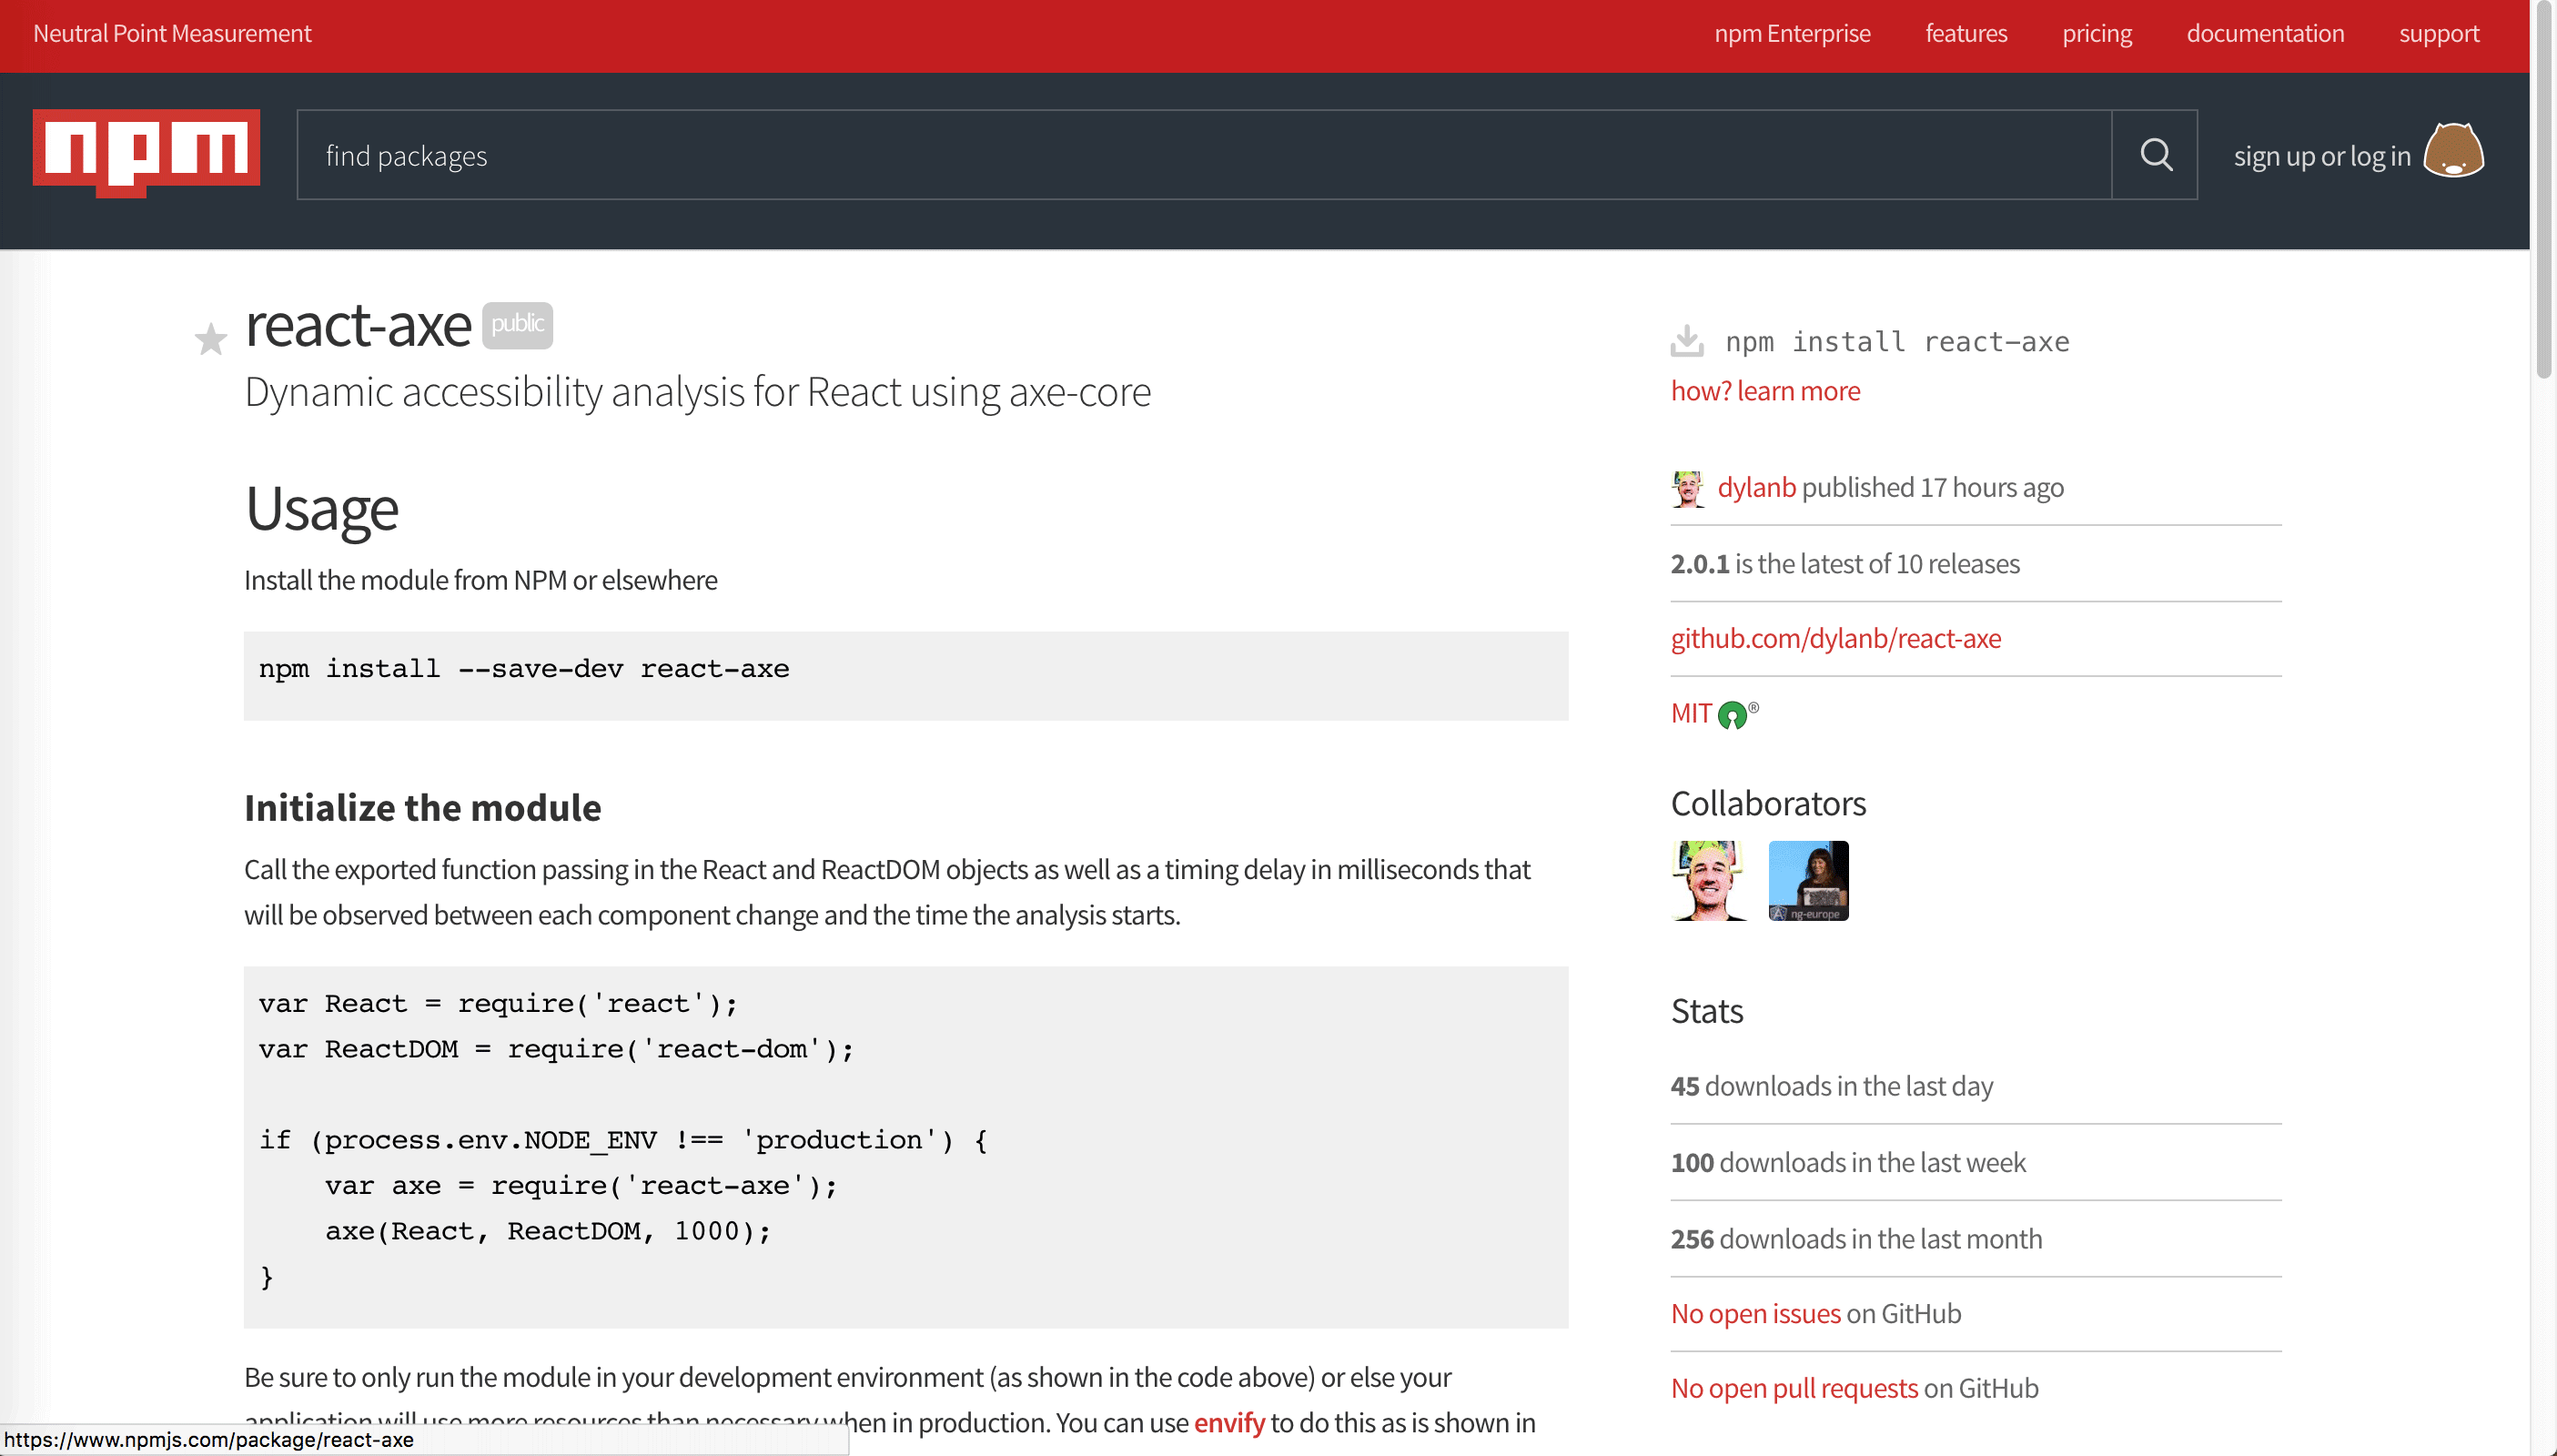 Neutral Point Measurement
npm Enterprise features pricing documentation support
npm
find packages
sign up or log in
react-axe public
Dynamic accessibility analysis for React using axe-core
Usage
Install the module from NPM or elsewhere
npm install --save-dev react-axe
Initialize the module
Call the exported function passing in the React and ReactDOM objects as well as a timing delay in milliseconds that
will be observed between each component change and the time the analysis starts.
var React = require('react');
var ReactDOM = require('react-dom');
if (process.env.NODE_ENV !== 'production') {
    var axe = require('react-axe');
    axe(React, ReactDOM, 1000);
}
Be sure to only run the module in your development environment (as shown in the code above) or else your
application will use more resources than necessary when in production. You can use envify to do this as is shown in
https://www.npmjs.com/package/react-axe
npm install react-axe
how? learn more
dylanb published 17 hours ago
2.0.1 is the latest of 10 releases
github.com/dylanb/react-axe
MIT ®
Collaborators
ng-europe
Stats
45 downloads in the last day
100 downloads in the last week
256 downloads in the last month
No open issues on GitHub
No open pull requests on GitHub